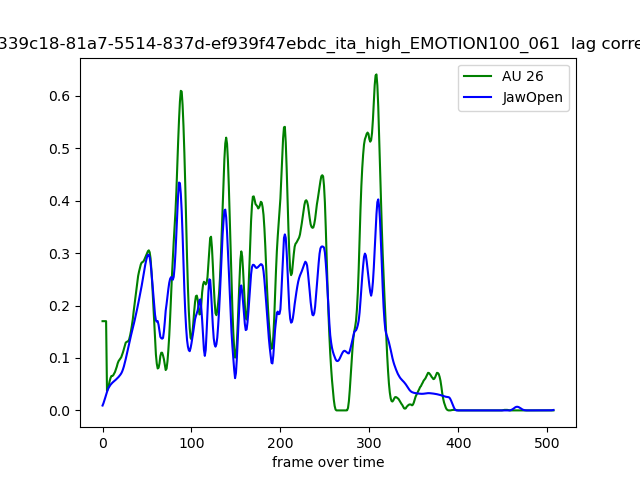 339c18-81a7-5514-837d-ef939f47ebdc_ita_high_EMOTION100_061 lag corre
AU 26
JawOpen
0.6
0.5
0.4
0.3
0.2
0.1
0.0
0 100 200 300 400 500
frame over time